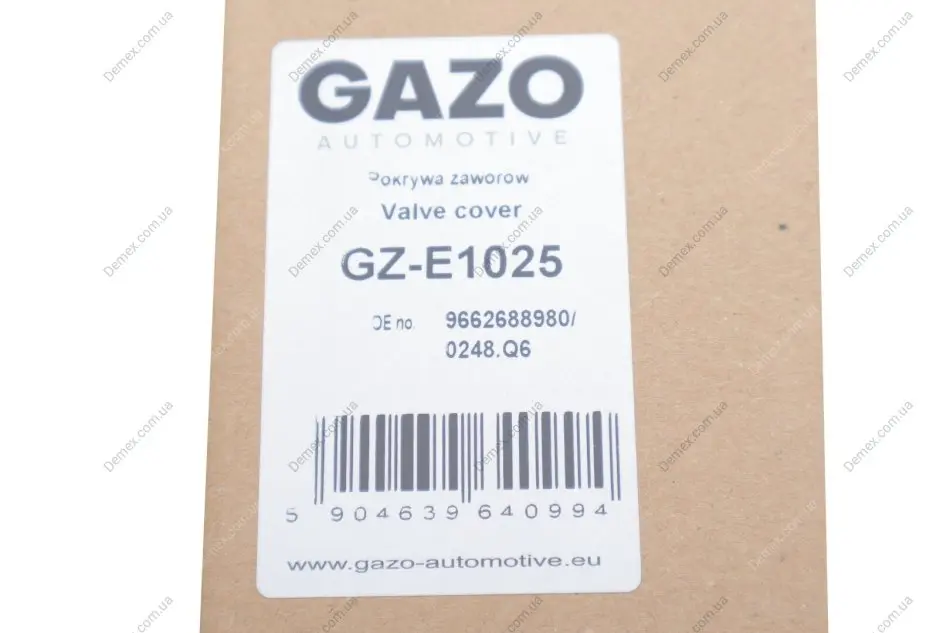 GAZO
AUTOMOTIVE
Pokrywa zaworow
Valve cover
GZ-E1025
OE no. 9662688980/
0248.Q6
5 904639 640994
www.gazo-automotive.eu
Demex.com.ua